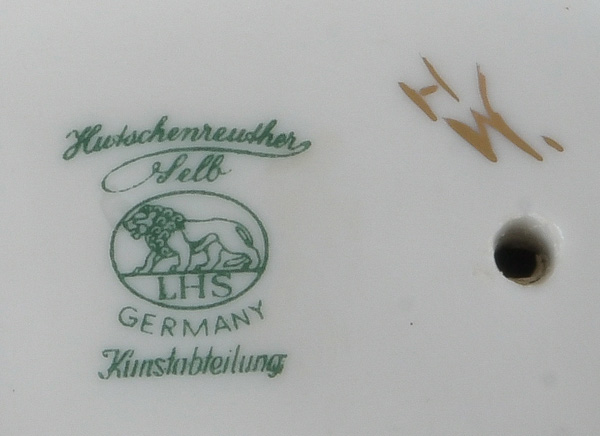 Hutschenreuther
Selb
LHS
GERMANY
Kunstabteilung
H W.